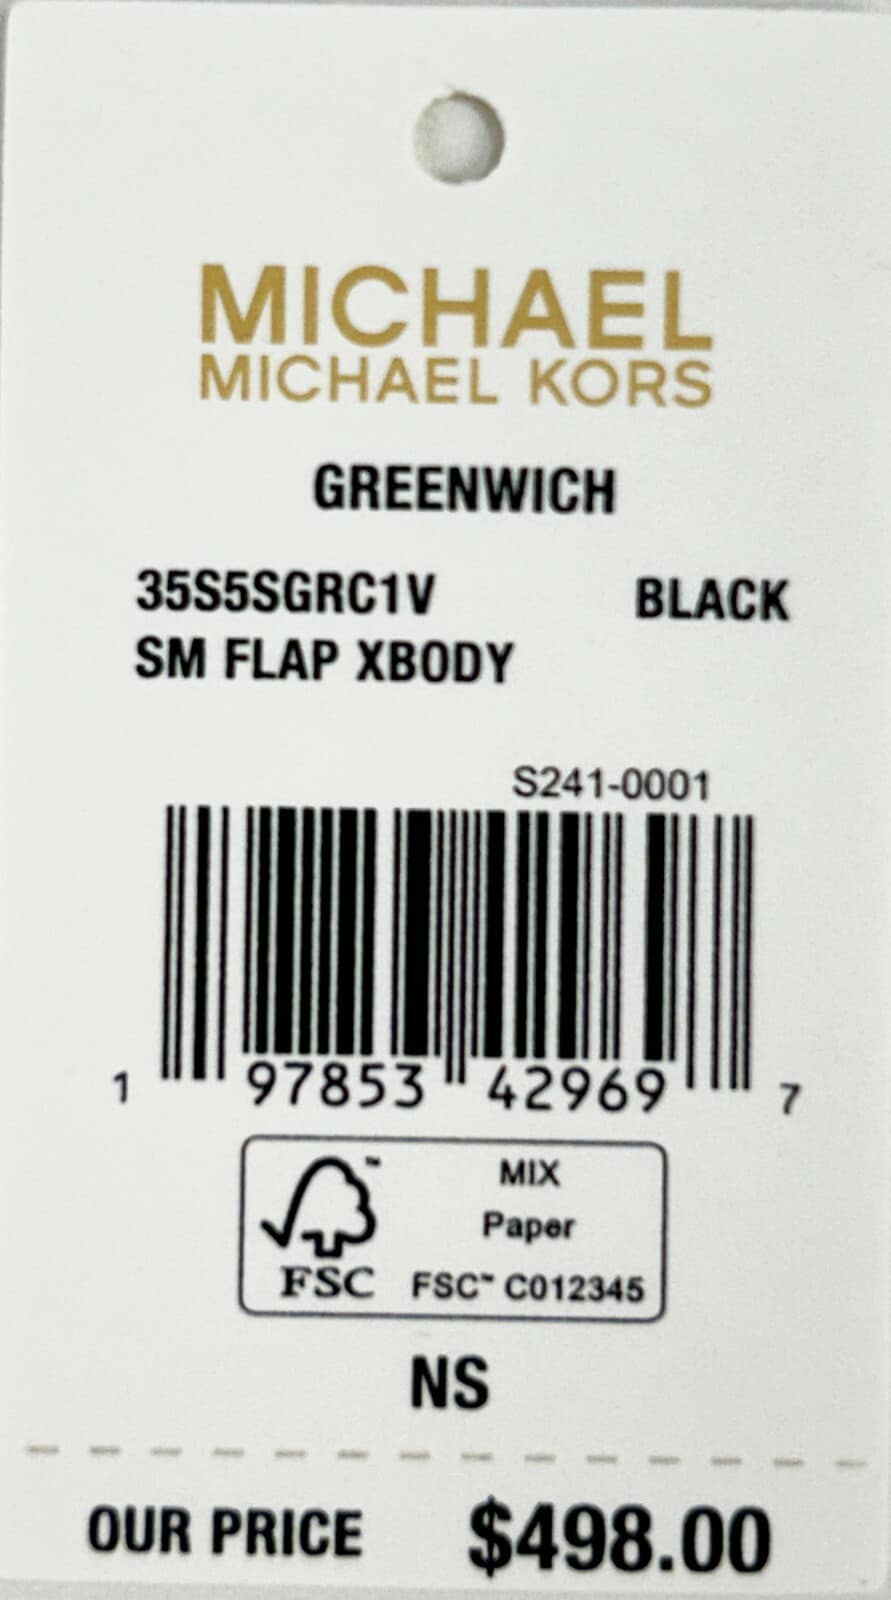 MICHAEL
MICHAEL KORS
GREENWICH
35S5SGRC1V BLACK
SM FLAP XBODY
S241-0001
1 97853 42969 7
MIX
Paper
FSC FSC™ C012345
NS
OUR PRICE $498.00